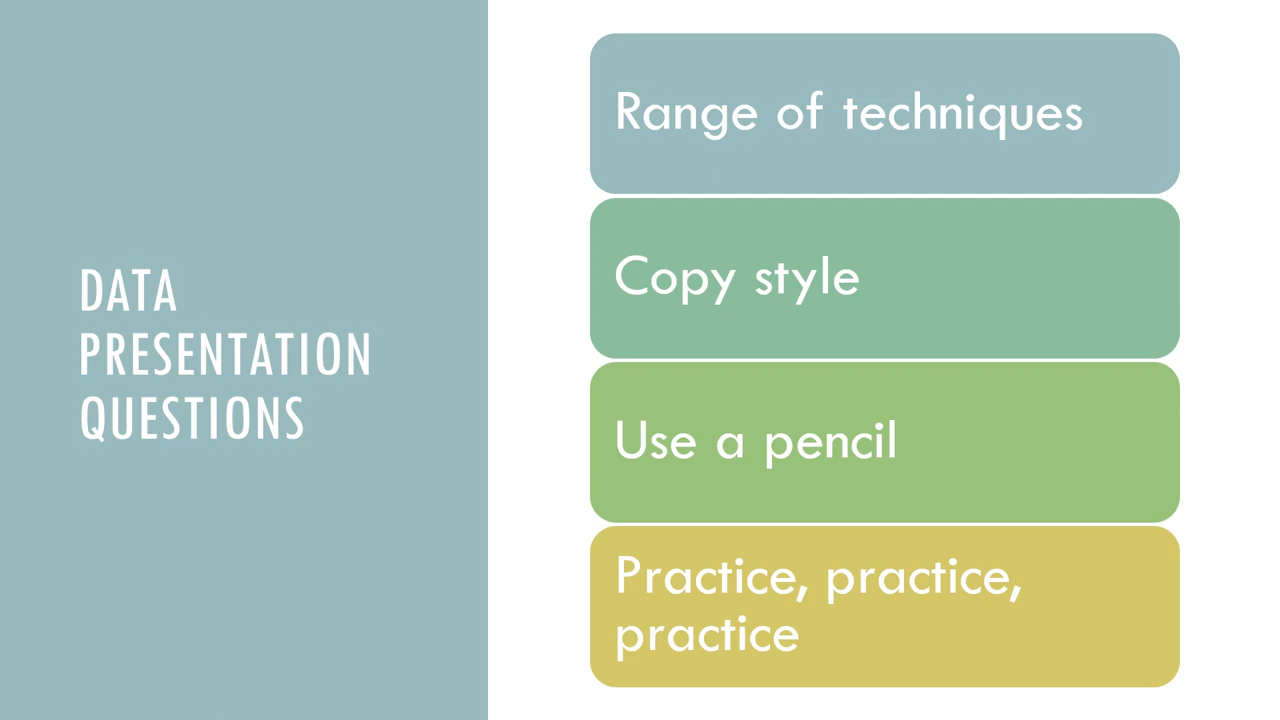 DATA
PRESENTATION
QUESTIONS
Range of techniques
Copy style
Use a pencil
Practice, practice,
practice